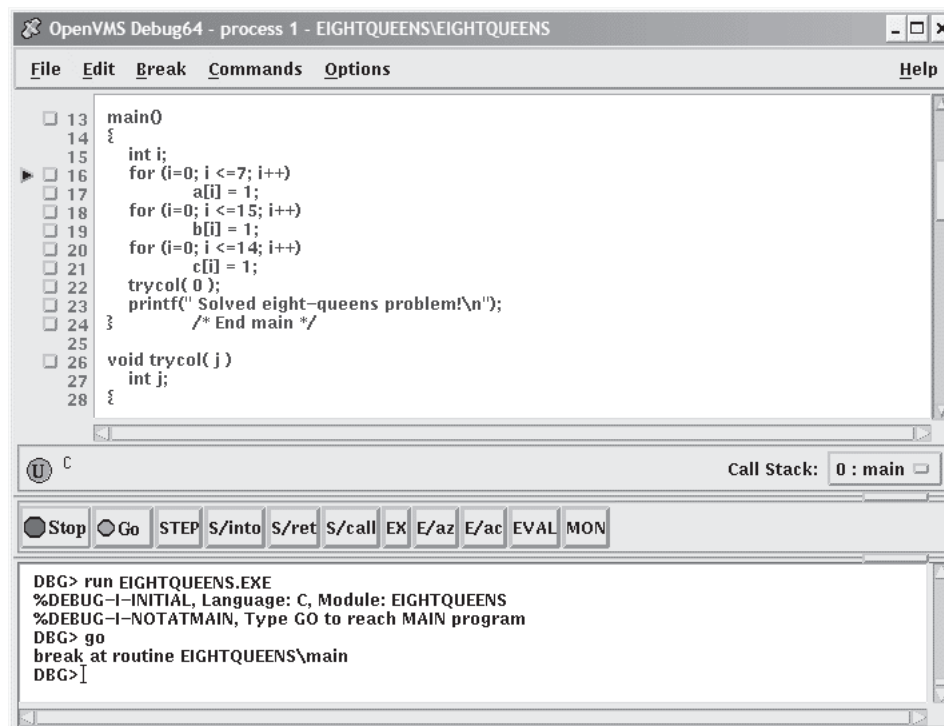 OpenVMS Debug64 - process 1 - EIGHTQUEENS\EIGHTQUEENS
File Edit Break Commands Options Help
13 main()
14 {
15 int i;
16 for (i=0; i <=7; i++)
17 a[i] = 1;
18 for (i=0; i <=15; i++)
19 b[i] = 1;
20 for (i=0; i <=14; i++)
21 c[i] = 1;
22 trycol( 0 );
23 printf(" Solved eight-queens problem!\n");
24 } /* End main */
25
26 void trycol( j )
27 int j;
28 {
U C Call Stack: 0 : main
Stop Go STEP S/into S/ret S/call EX E/az E/ac EVAL MON
DBG> run EIGHTQUEENS.EXE
%DEBUG-I-INITIAL, Language: C, Module: EIGHTQUEENS
%DEBUG-I-NOTATMAIN, Type GO to reach MAIN program
DBG> go
break at routine EIGHTQUEENS\main
DBG>